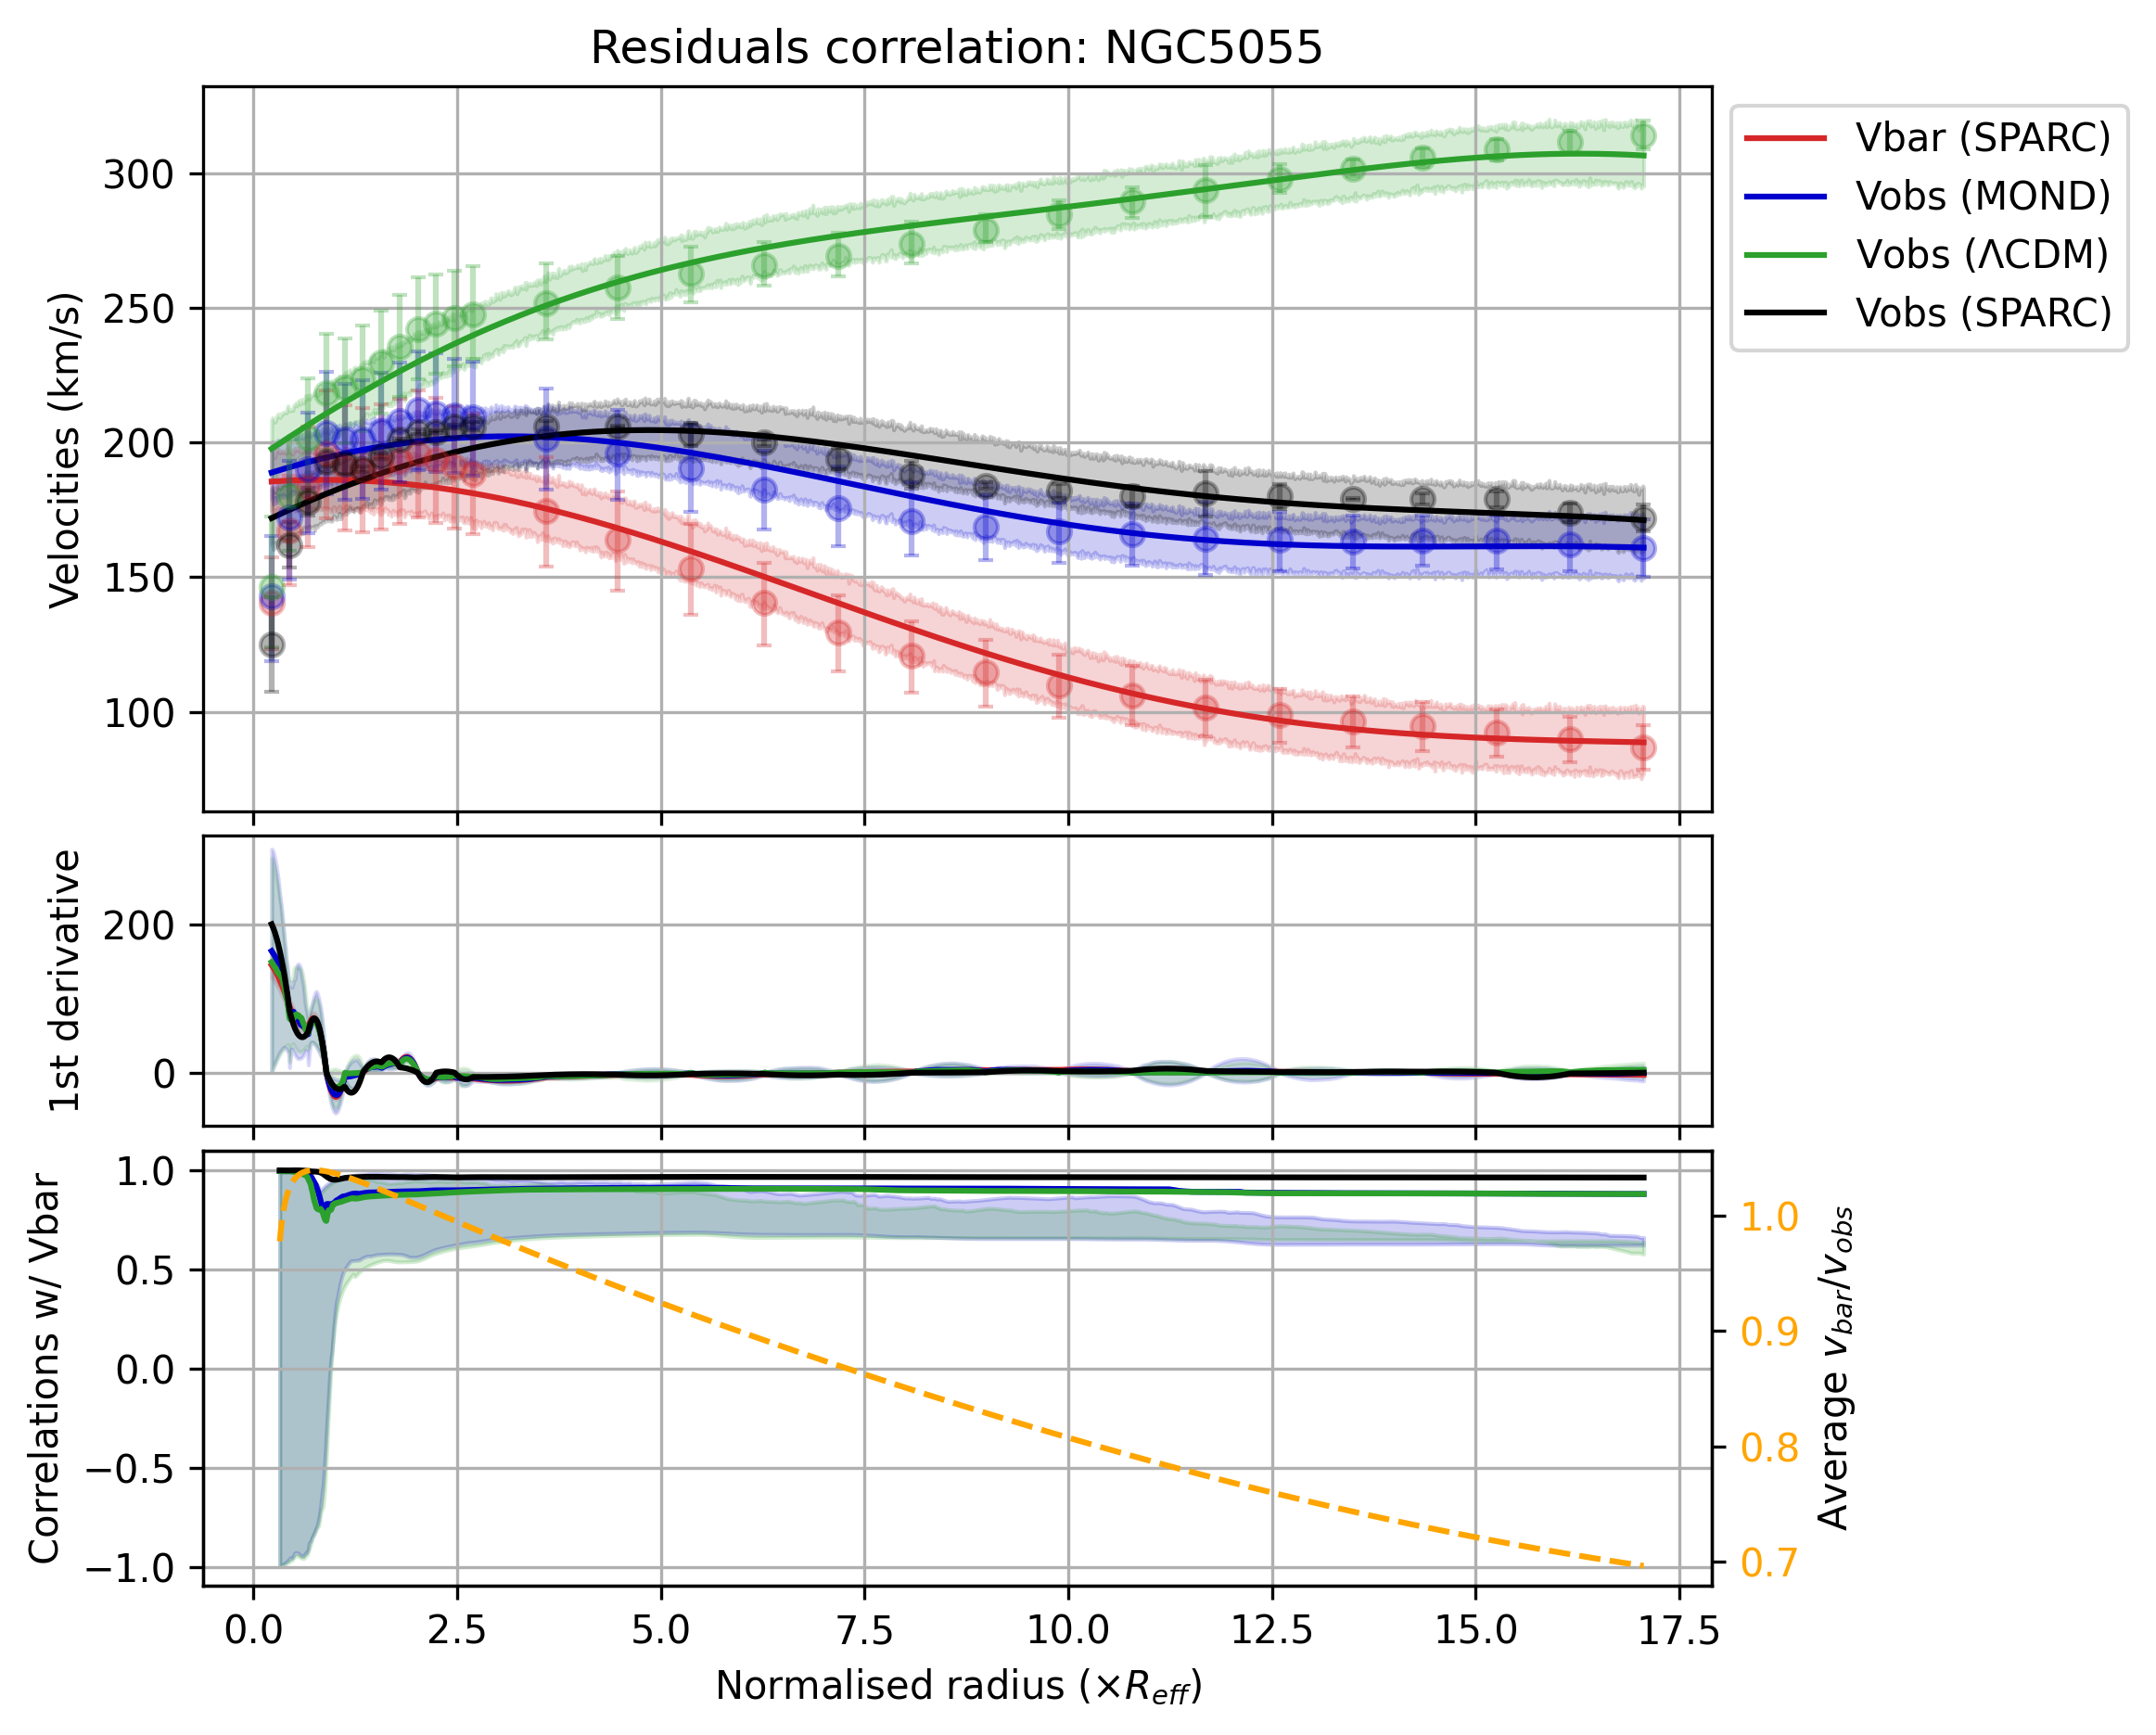 Residuals correlation: NGC5055
Vbar (SPARC)
Vobs (MOND)
Vobs (ΛCDM)
Vobs (SPARC)
Velocities (km/s)
300
250
200
150
100
1st derivative
200
0
Correlations w/ Vbar
1.0
0.5
0.0
−0.5
−1.0
1.0
0.9
0.8
0.7
Average v_bar/v_obs
0.0 2.5 5.0 7.5 10.0 12.5 15.0 17.5
Normalised radius (×R_eff)